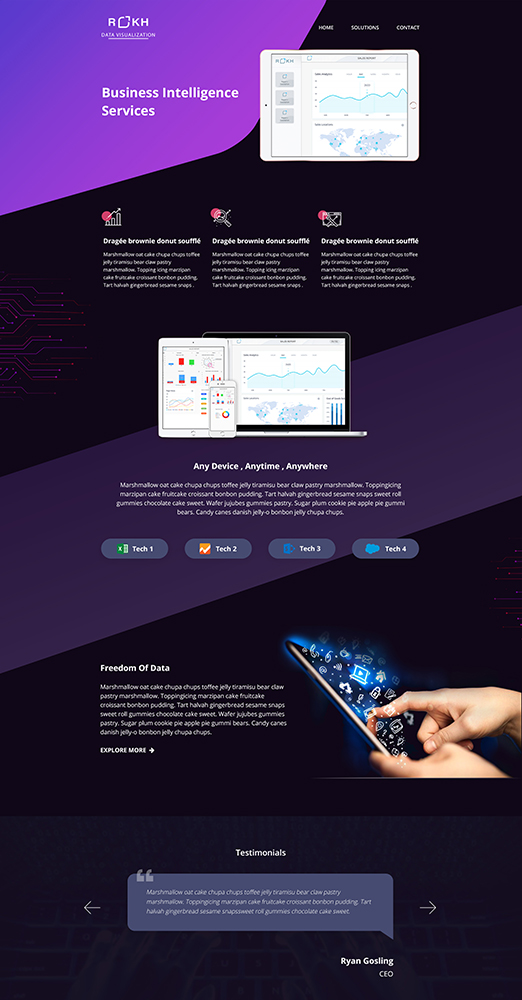 R KH
DATA VISUALIZATION
HOME SOLUTIONS CONTACT
Business Intelligence
Services
R KH
SALES REPORT
Dragée brownie donut soufflé
Marshmallow oat cake chupa chups toffee
jelly tiramisu bear claw pastry
marshmallow. Topping icing marzipan
cake fruitcake croissant bonbon pudding.
Tart halvah gingerbread sesame snaps .
Dragée brownie donut soufflé
Marshmallow oat cake chupa chups toffee
jelly tiramisu bear claw pastry
marshmallow. Topping icing marzipan
cake fruitcake croissant bonbon pudding.
Tart halvah gingerbread sesame snaps .
Dragée brownie donut soufflé
Marshmallow oat cake chupa chups toffee
jelly tiramisu bear claw pastry
marshmallow. Topping icing marzipan
cake fruitcake croissant bonbon pudding.
Tart halvah gingerbread sesame snaps .
SALES REPORT
Any Device , Anytime , Anywhere
Marshmallow oat cake chupa chups toffee jelly tiramisu bear claw pastry marshmallow. Toppingicing
marzipan cake fruitcake croissant bonbon pudding. Tart halvah gingerbread sesame snaps sweet roll
gummies chocolate cake sweet. Wafer jujubes gummies pastry. Sugar plum cookie pie apple pie gummi
bears. Candy canes danish jelly-o bonbon jelly chupa chups.
Tech 1
Tech 2
Tech 3
Tech 4
Freedom Of Data
Marshmallow oat cake chupa chups toffee jelly tiramisu bear claw
pastry marshmallow. Toppingicing marzipan cake fruitcake
croissant bonbon pudding. Tart halvah gingerbread sesame snaps
sweet roll gummies chocolate cake sweet. Wafer jujubes gummies
pastry. Sugar plum cookie pie apple pie gummi bears. Candy canes
danish jelly-o bonbon jelly chupa chups.
EXPLORE MORE →
Testimonials
Marshmallow oat cake chupa chups toffee jelly tiramisu bear claw pastry
marshmallow. Toppingicing marzipan cake fruitcake croissant bonbon pudding. Tart
halvah gingerbread sesame snapssweet roll gummies chocolate cake sweet.
Ryan Gosling
CEO